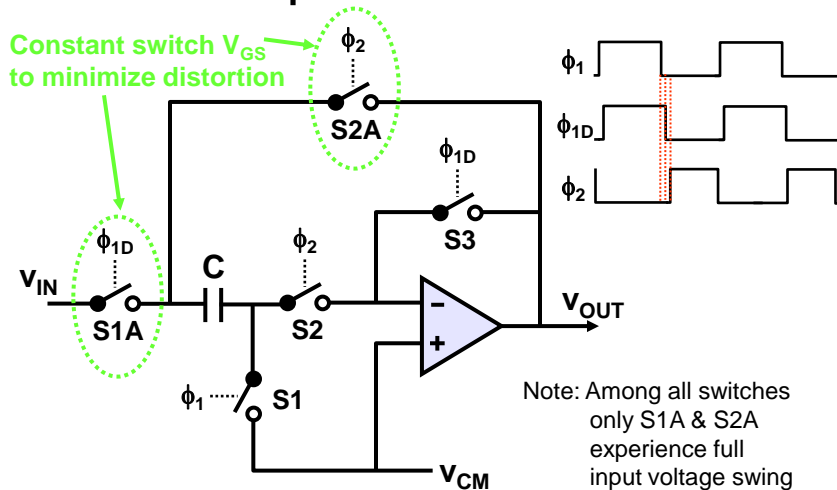 Constant switch V_GS
to minimize distortion
ϕ2
S2A
ϕ1D
S3
ϕ1D
V_IN
S1A
C
ϕ2
S2
−
+
V_OUT
ϕ1
S1
V_CM
ϕ1
ϕ1D
ϕ2
Note: Among all switches
only S1A & S2A
experience full
input voltage swing